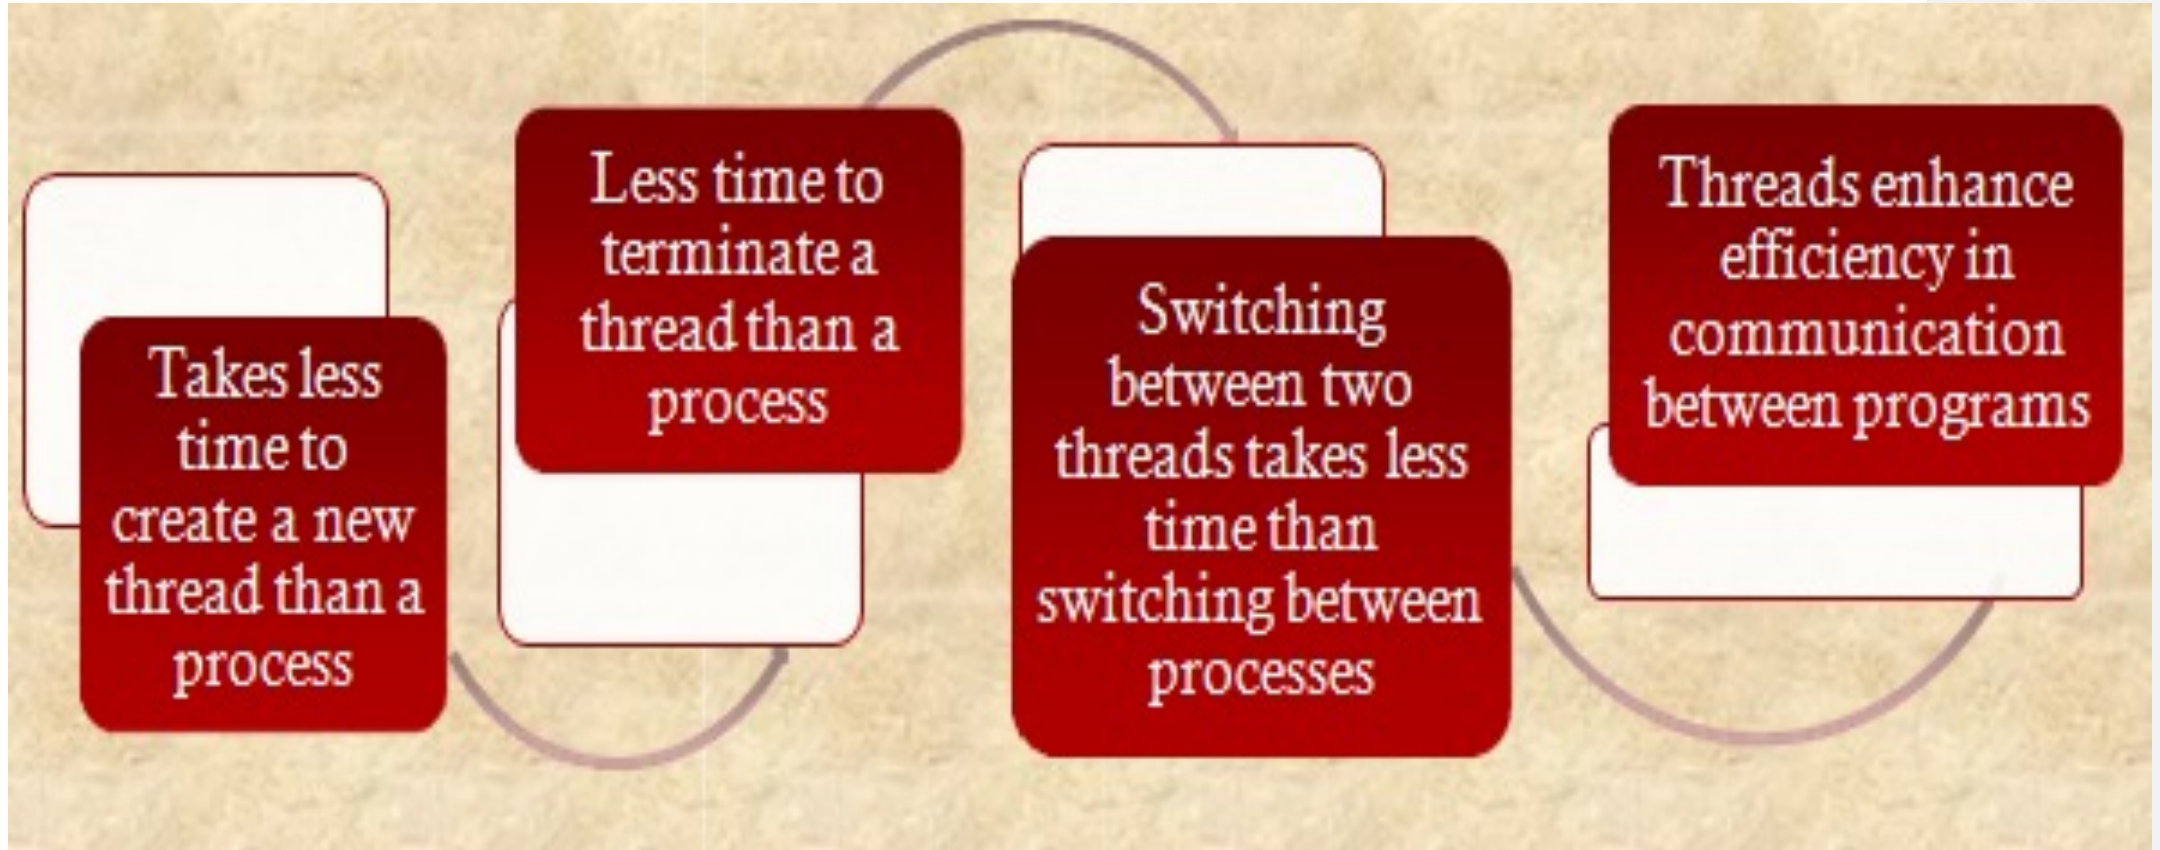 Takes less
time to
create a new
thread than a
process
Less time to
terminate a
thread than a
process
Switching
between two
threads takes less
time than
switching between
processes
Threads enhance
efficiency in
communication
between programs